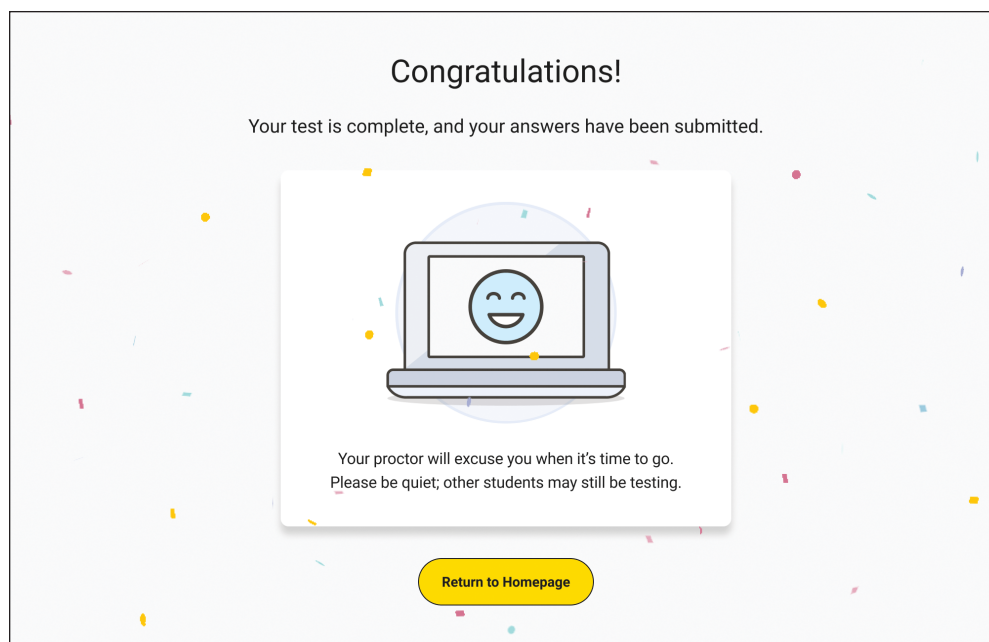 Congratulations!
Your test is complete, and your answers have been submitted.
Your proctor will excuse you when it’s time to go.
Please be quiet; other students may still be testing.
Return to Homepage